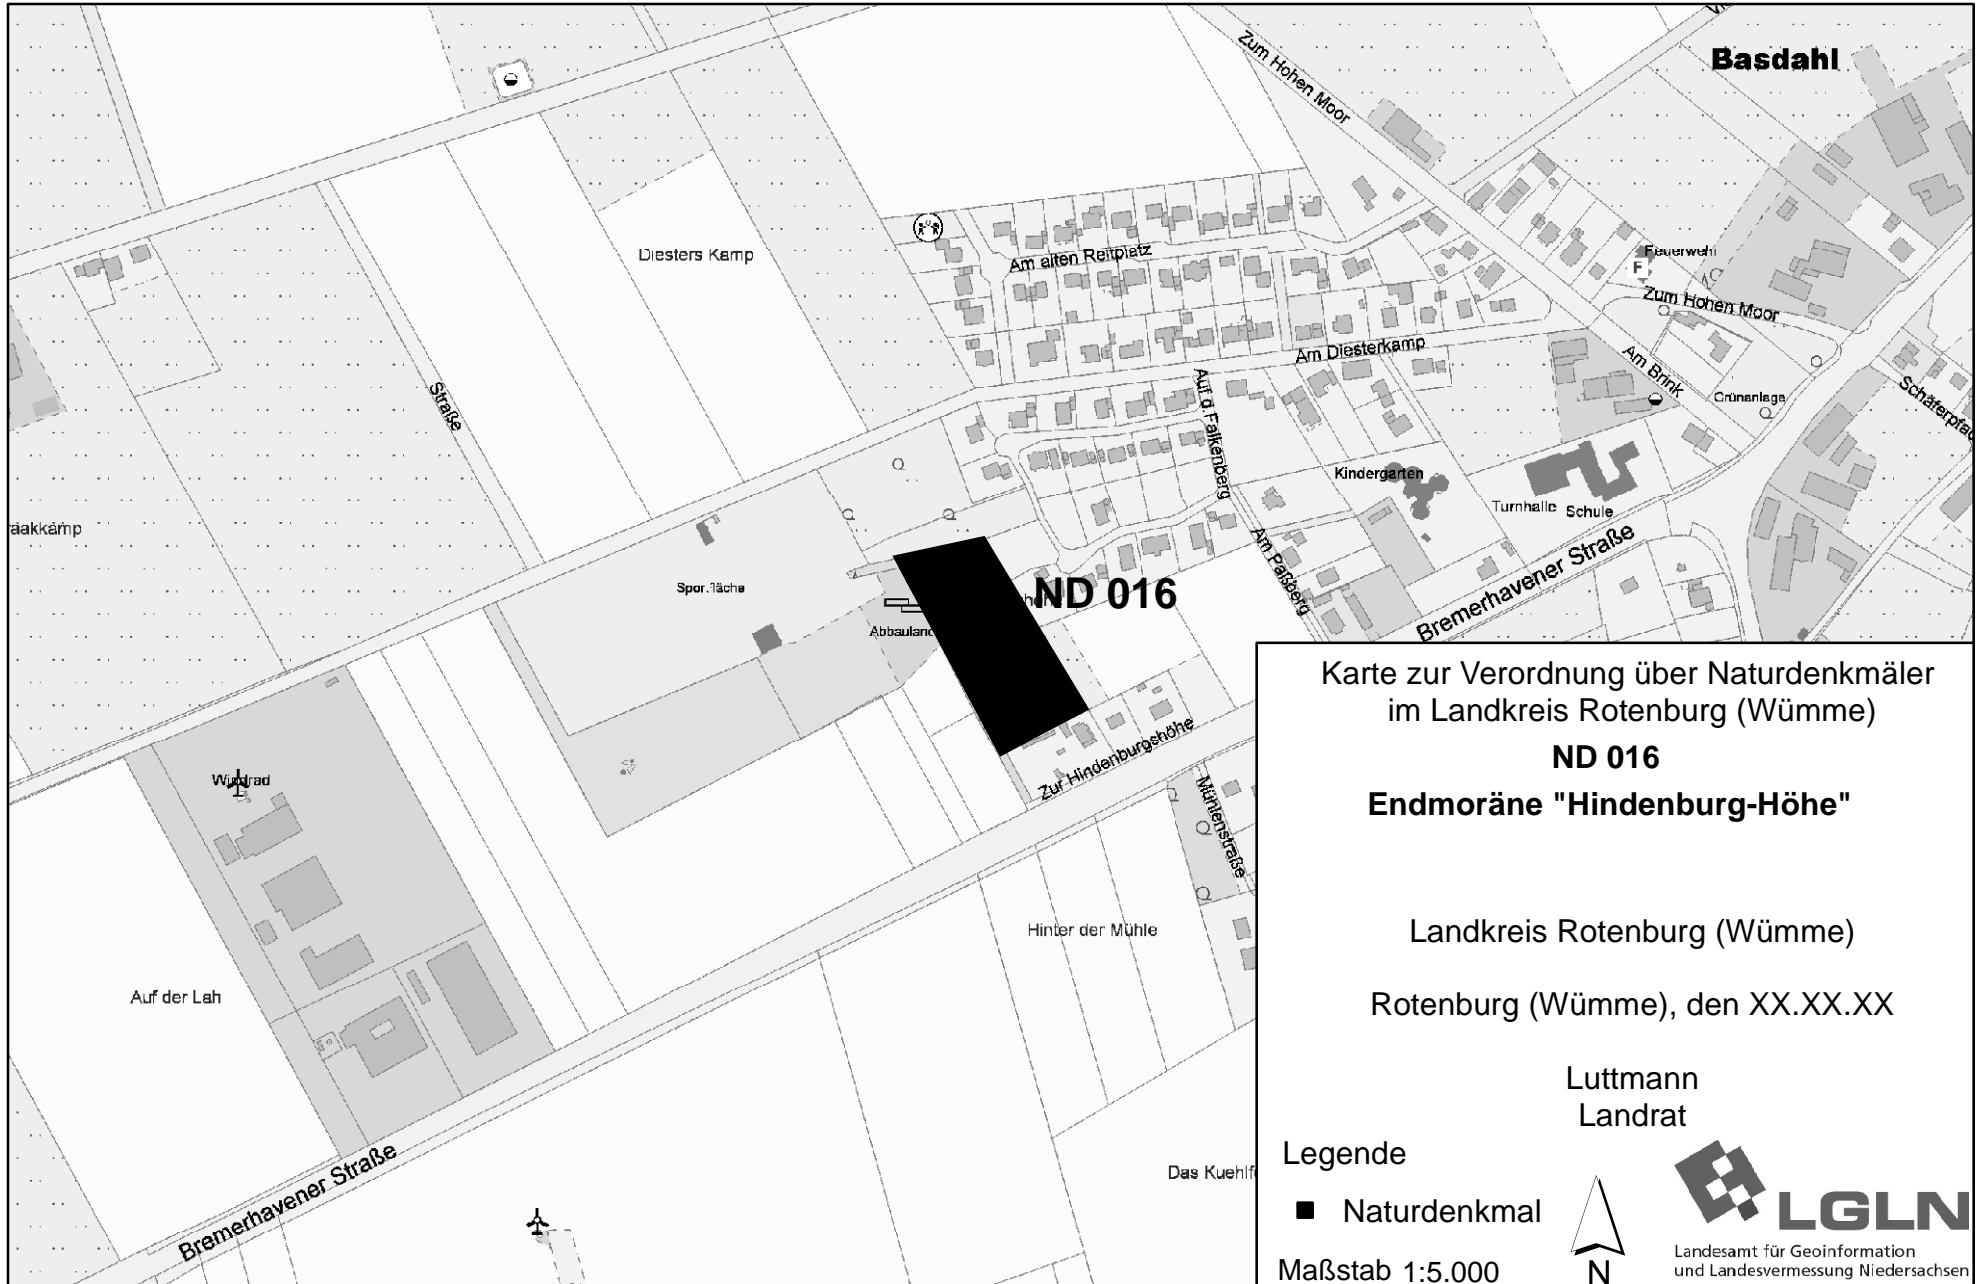 Basdahl
Zum Hohen Moor
Diesters Kamp
Am alten Reitplatz
Feuerwehr
F
Zum Hohen Moor
Am Diesterkamp
Am Brink
Straße
Auf d. Falkenberg
Grünanlage
Schäferpfad
Kindergarten
Turnhalle Schule
Bremerhavener Straße
Am Paßberg
ND 016
Abbauland
Zur Hindenburgshöhe
Mühlenstraße
Windrad
Hinter der Mühle
Auf der Lah
Bremerhavener Straße
Das Kuehlf
Karte zur Verordnung über Naturdenkmäler
im Landkreis Rotenburg (Wümme)
ND 016
Endmoräne "Hindenburg-Höhe"
Landkreis Rotenburg (Wümme)
Rotenburg (Wümme), den XX.XX.XX
Luttmann
Landrat
Legende
Naturdenkmal
Maßstab 1:5.000
N
LGLN
Landesamt für Geoinformation
und Landesvermessung Niedersachsen